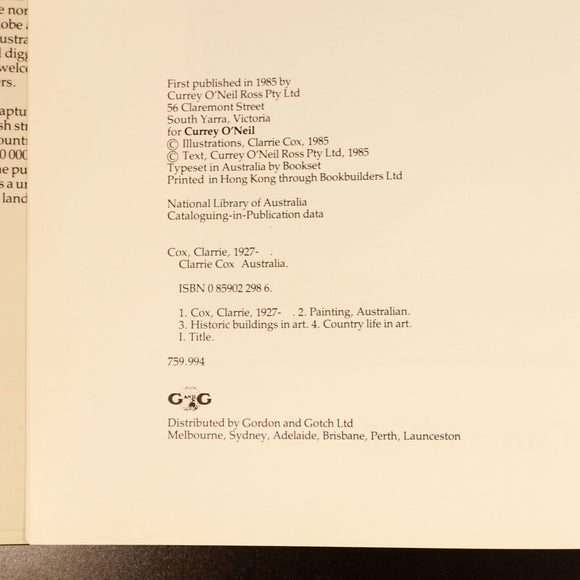 First published in 1985 by
Currey O'Neil Ross Pty Ltd
56 Claremont Street
South Yarra, Victoria
for Currey O'Neil
© Illustrations, Clarrie Cox, 1985
© Text, Currey O'Neil Ross Pty Ltd, 1985
Typeset in Australia by Bookset
Printed in Hong Kong through Bookbuilders Ltd
National Library of Australia
Cataloguing-in-Publication data
Cox, Clarrie, 1927- .
Clarrie Cox Australia.
ISBN 0 85902 298 6.
1. Cox, Clarrie, 1927- . 2. Painting, Australian.
3. Historic buildings in art. 4. Country life in art.
I. Title.
759.994
G AND G
Distributed by Gordon and Gotch Ltd
Melbourne, Sydney, Adelaide, Brisbane, Perth, Launceston